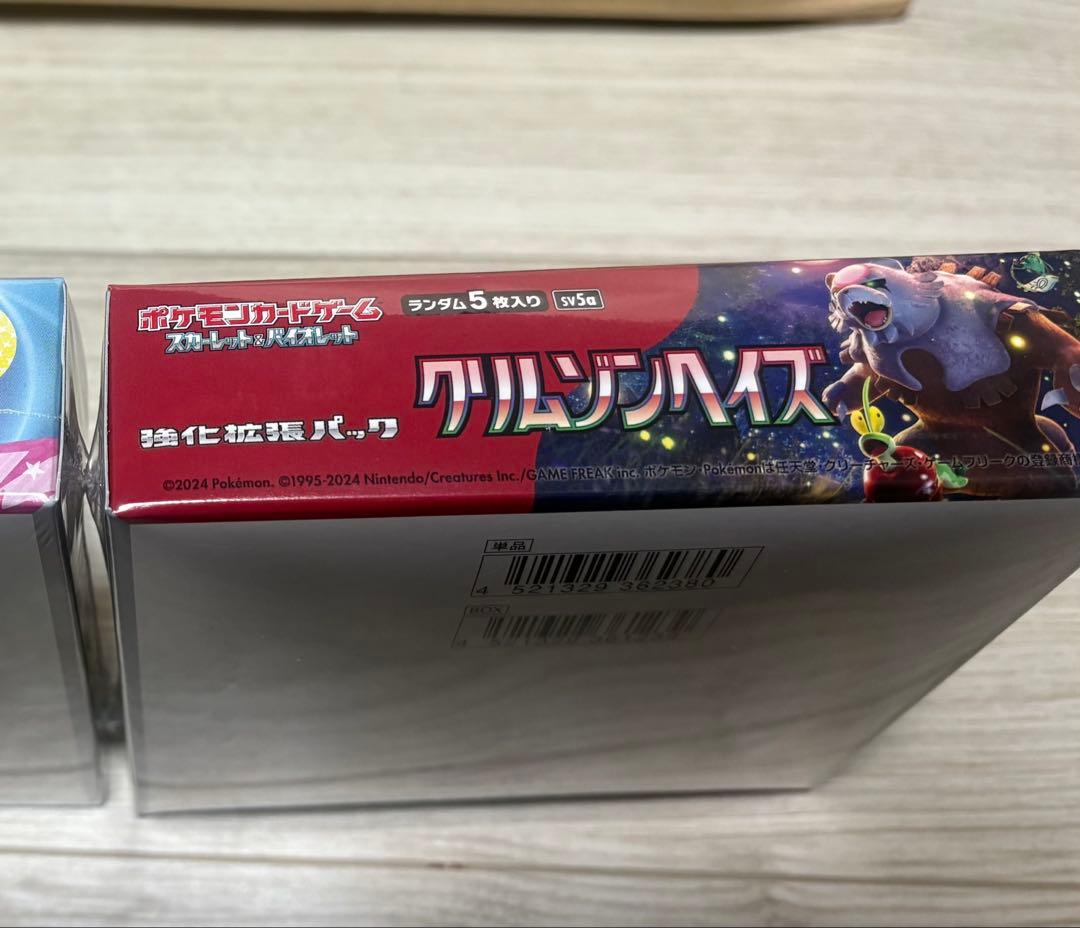 ポケモンカードゲーム
スカーレット&バイオレット
ランダム5枚入り
sv5a
クリムゾンヘイズ
強化拡張パック
©2024 Pokémon. ©1995-2024 Nintendo/Creatures Inc./GAME FREAK inc. ポケモン・Pokémonは任天堂・クリーチャーズ・ゲームフリークの登録商標
単品
4 521329 362380
BOX